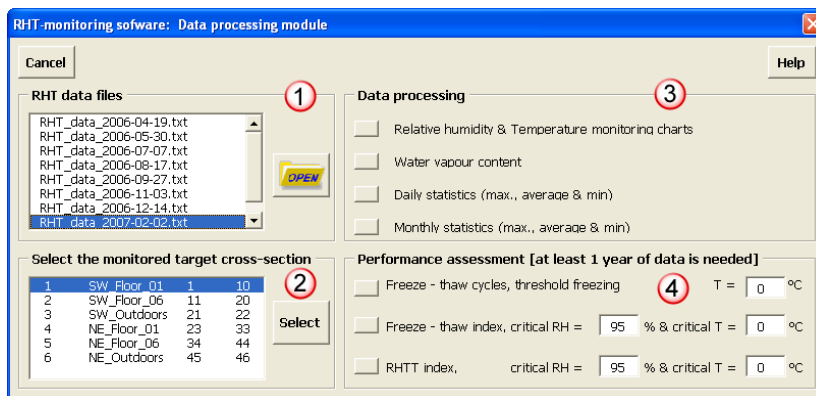 RHT-monitoring sofware: Data processing module
Cancel
Help
RHT data files
1
RHT_data_2006-04-19.txt
RHT_data_2006-05-30.txt
RHT_data_2006-07-07.txt
RHT_data_2006-08-17.txt
RHT_data_2006-09-27.txt
RHT_data_2006-11-03.txt
RHT_data_2006-12-14.txt
RHT_data_2007-02-02.txt
OPEN
Data processing
3
Relative humidity & Temperature monitoring charts
Water vapour content
Daily statistics (max., average & min)
Monthly statistics (max., average & min)
Select the monitored target cross-section
2
1 SW_Floor_01 1 10
2 SW_Floor_06 11 20
3 SW_Outdoors 21 22
4 NE_Floor_01 23 33
5 NE_Floor_06 34 44
6 NE_Outdoors 45 46
Select
Performance assessment [at least 1 year of data is needed]
4
Freeze - thaw cycles, threshold freezing T = 0 ºC
Freeze - thaw index, critical RH = 95 % & critical T = 0 ºC
RHTT index, critical RH = 95 % & critical T = 0 ºC